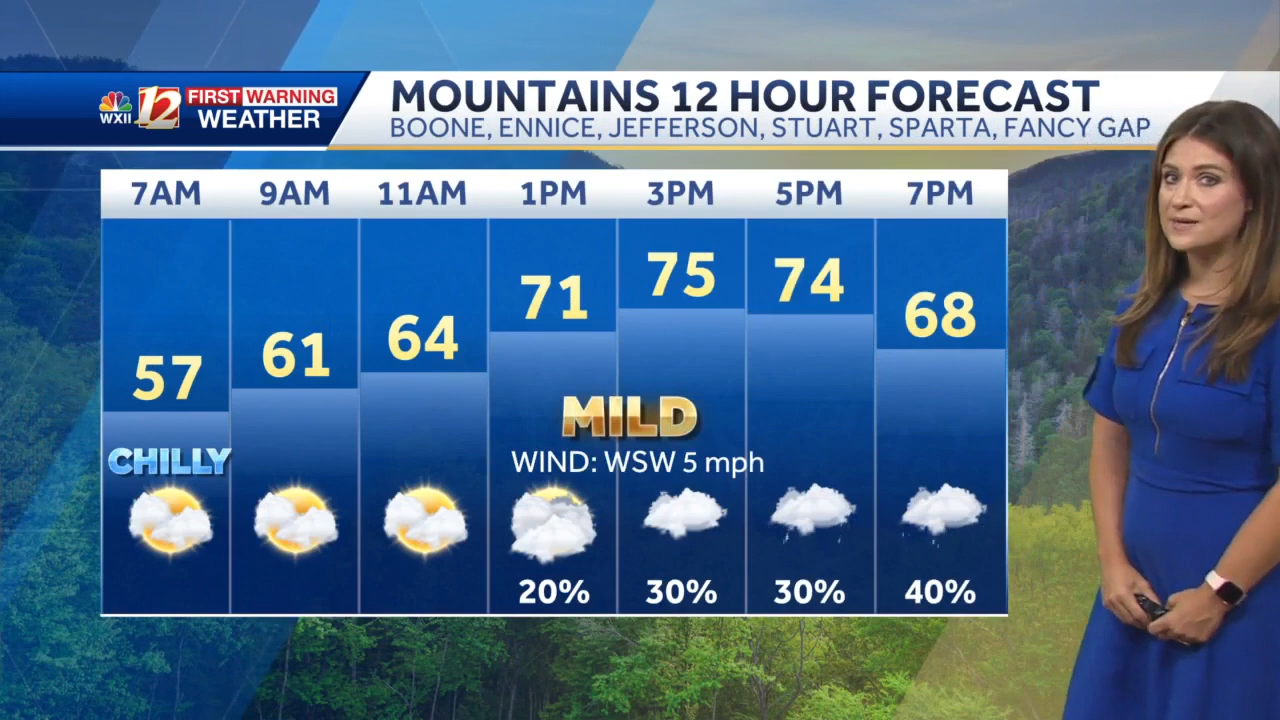 WXII 12 FIRST WARNING
WEATHER
MOUNTAINS 12 HOUR FORECAST
BOONE, ENNICE, JEFFERSON, STUART, SPARTA, FANCY GAP
7AM 9AM 11AM 1PM 3PM 5PM 7PM
57 61 64 71 75 74 68
CHILLY
MILD
WIND: WSW 5 mph
20% 30% 30% 40%